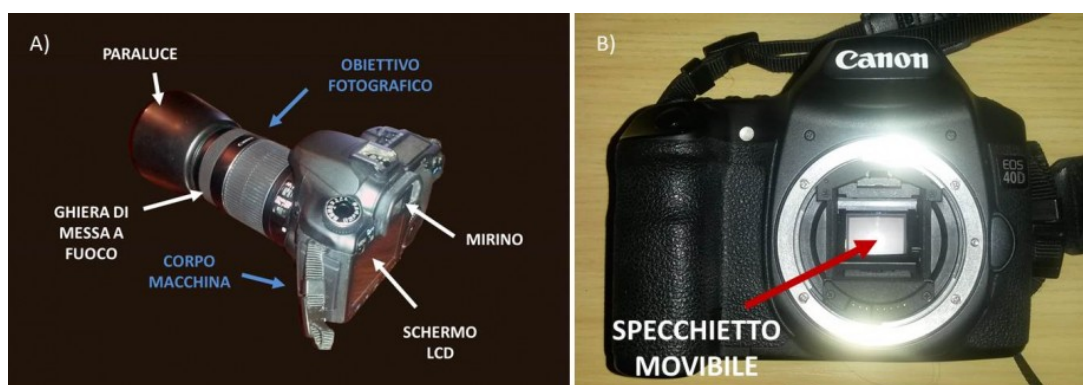 A)
PARALUCE
OBIETTIVO
FOTOGRAFICO
GHIERA DI
MESSA A
FUOCO
MIRINO
CORPO
MACCHINA
SCHERMO
LCD
B)
Canon
EOS
40D
SPECCHIETTO
MOVIBILE